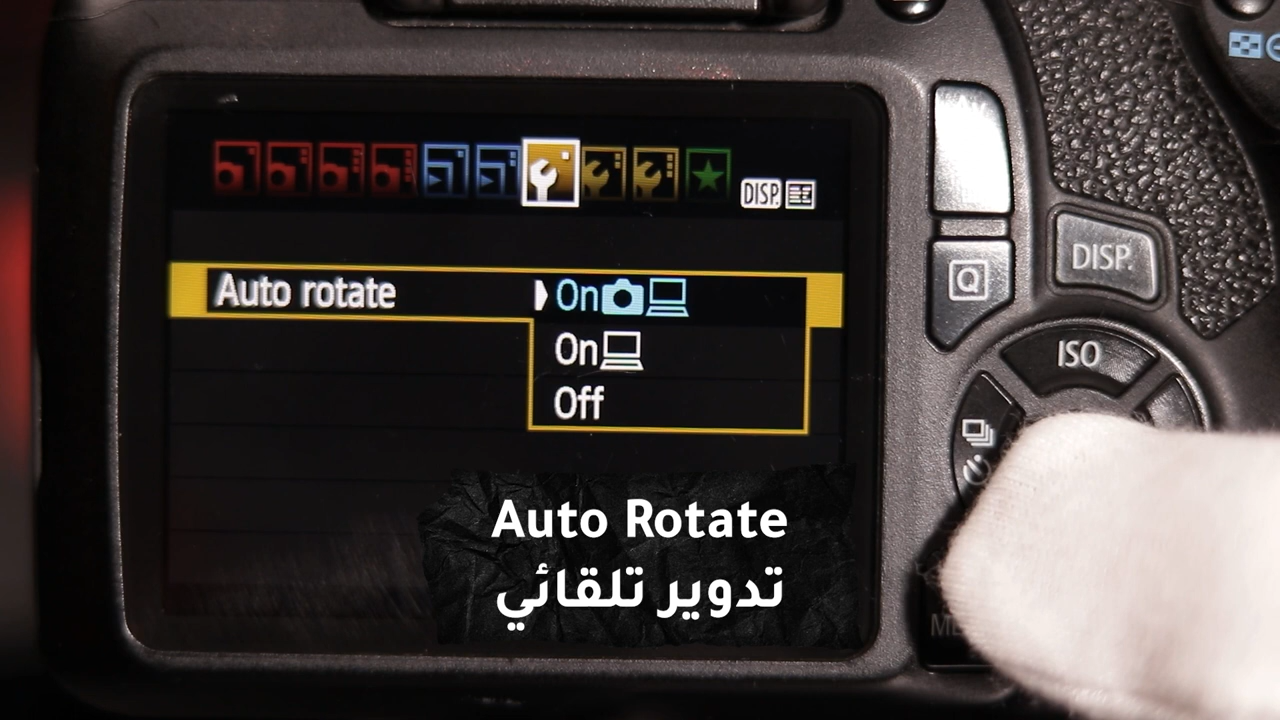 DISP.
Auto rotate On
On
Off
Auto Rotate
تدوير تلقائي
Q
DISP.
ISO